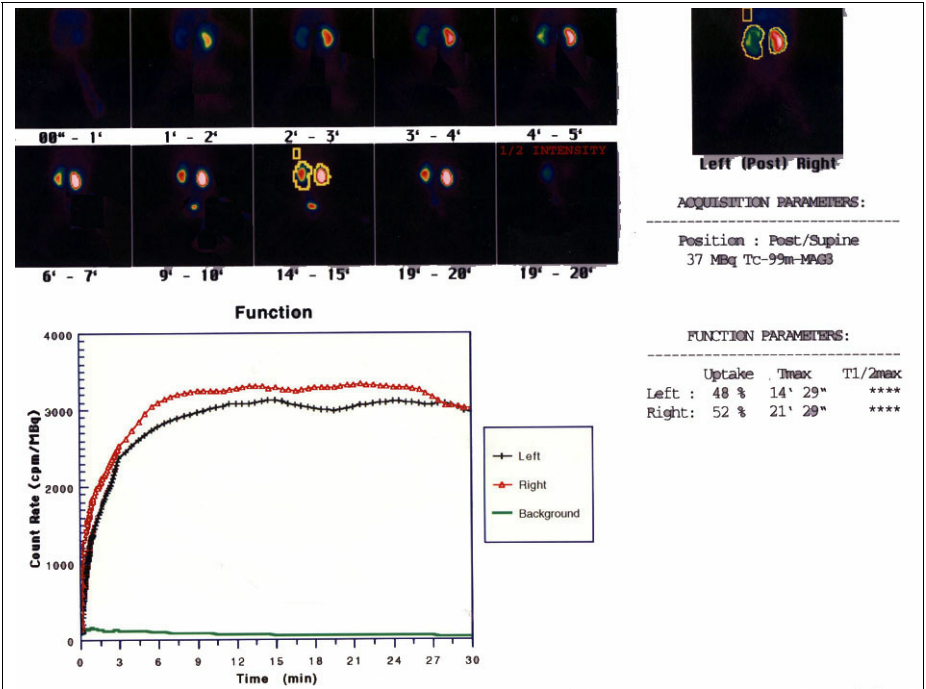 00" - 1'
1' - 2'
2' - 3'
3' - 4'
4' - 5'
1/2 INTENSITY
6' - 7'
9' - 10'
14' - 15'
19' - 20'
19' - 20'
Left (Post) Right
ACQUISITION PARAMETERS:
Position : Post/Supine
37 MBq Tc-99m-MAG3
FUNCTION PARAMETERS:
Uptake Tmax T1/2max
Left : 48 % 14' 29" ****
Right: 52 % 21' 29" ****
Function
Count Rate (cpm/MBq)
4000
3000
2000
1000
0
0 3 6 9 12 15 18 21 24 27 30
Time (min)
Left
Right
Background